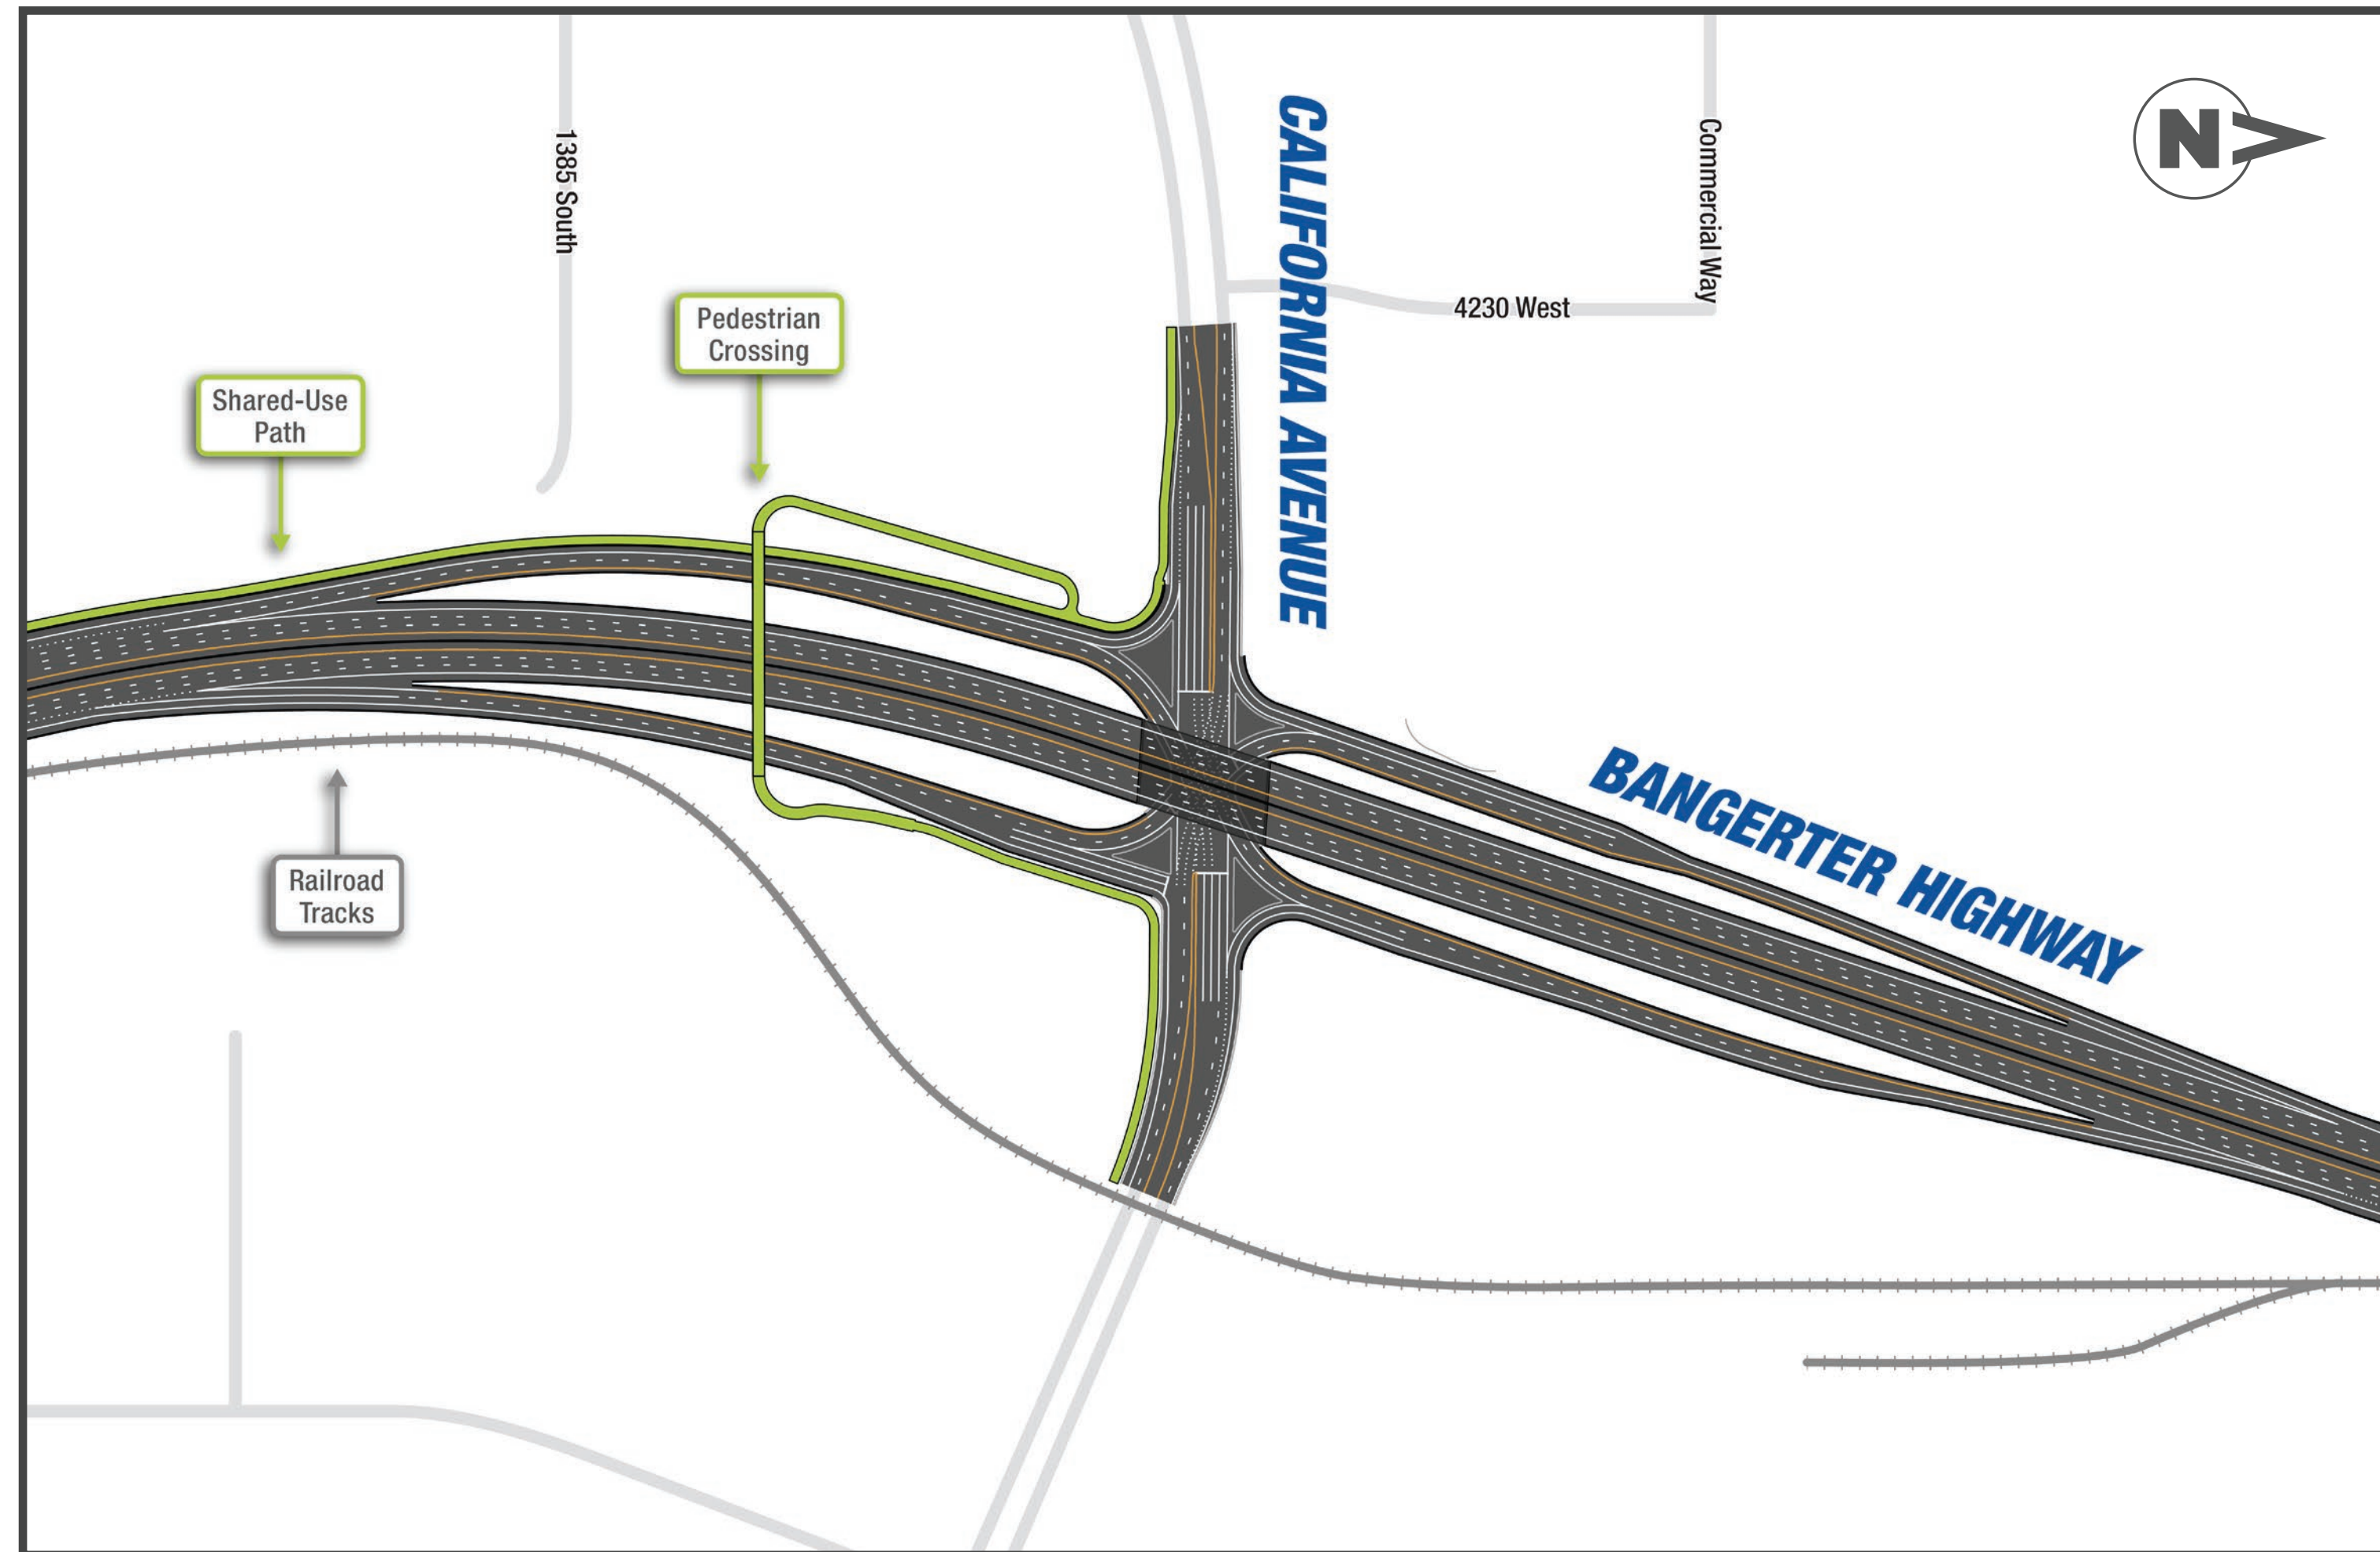 1385 South
CALIFORNIA AVENUE
Commercial Way
N
4230 West
Pedestrian
Crossing
Shared-Use
Path
BANGERTER HIGHWAY
Railroad
Tracks